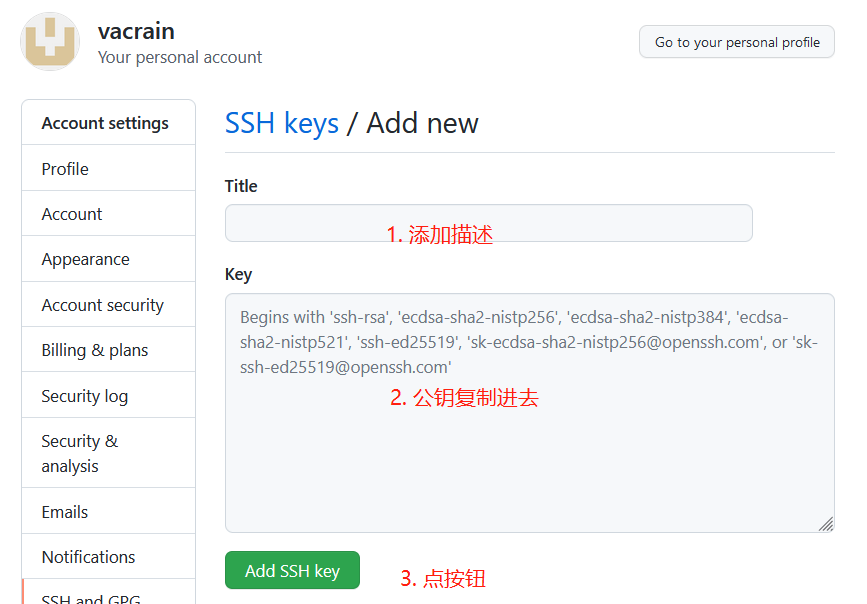 vacrain
Your personal account
Go to your personal profile
Account settings
Profile
Account
Appearance
Account security
Billing & plans
Security log
Security &
analysis
Emails
Notifications
SSH and GPG
SSH keys / Add new
Title
1. 添加描述
Key
Begins with 'ssh-rsa', 'ecdsa-sha2-nistp256', 'ecdsa-sha2-nistp384', 'ecdsa-
sha2-nistp521', 'ssh-ed25519', 'sk-ecdsa-sha2-nistp256@openssh.com', or 'sk-
ssh-ed25519@openssh.com'
2. 公钥复制进去
Add SSH key
3. 点按钮